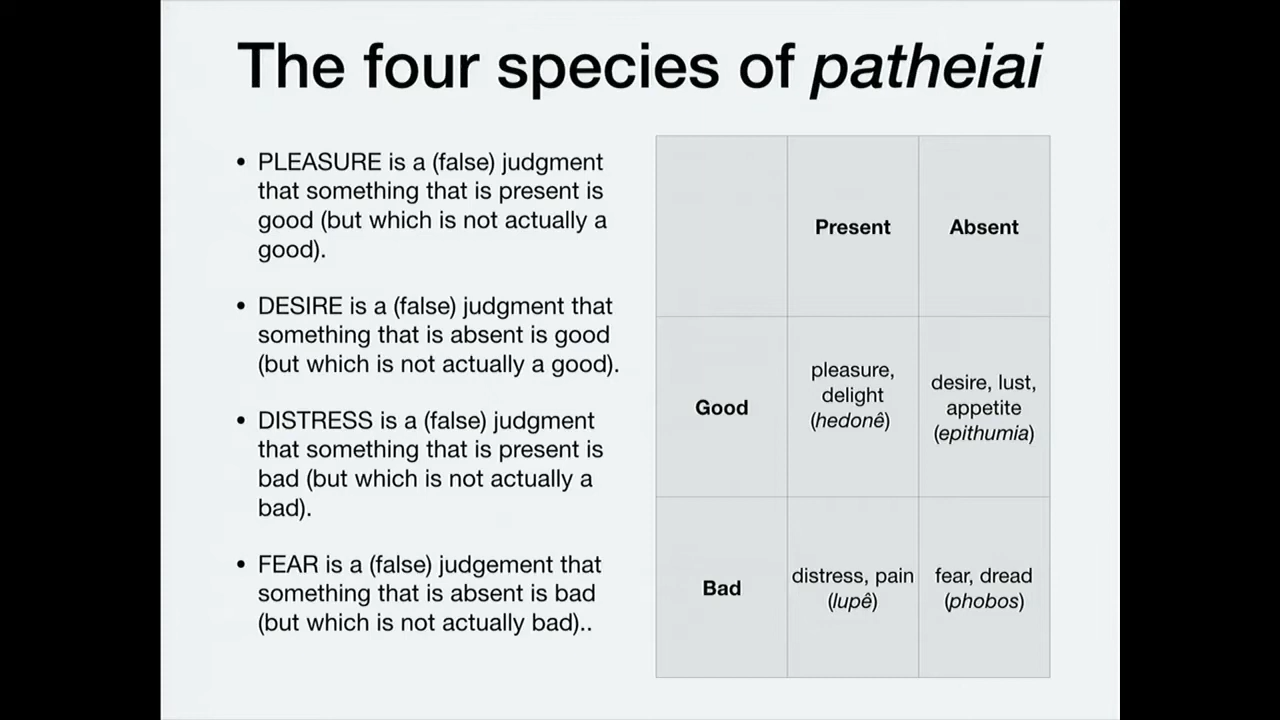 The four species of patheiai
• PLEASURE is a (false) judgment
that something that is present is
good (but which is not actually a
good).
• DESIRE is a (false) judgment that
something that is absent is good
(but which is not actually a good).
• DISTRESS is a (false) judgment
that something that is present is
bad (but which is not actually a
bad).
• FEAR is a (false) judgement that
something that is absent is bad
(but which is not actually bad)..
Present
Absent
Good
pleasure,
delight
(hedonê)
desire, lust,
appetite
(epithumia)
Bad
distress, pain
(lupê)
fear, dread
(phobos)